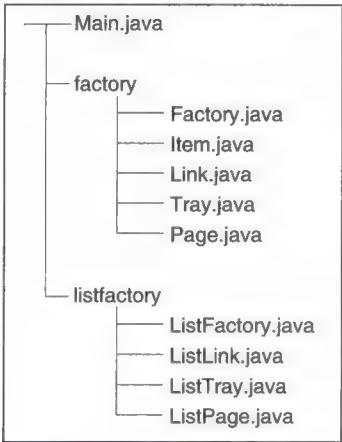 Main.java
factory
Factory.java
Item.java
Link.java
Tray.java
Page.java
listfactory
ListFactory.java
ListLink.java
ListTray.java
ListPage.java